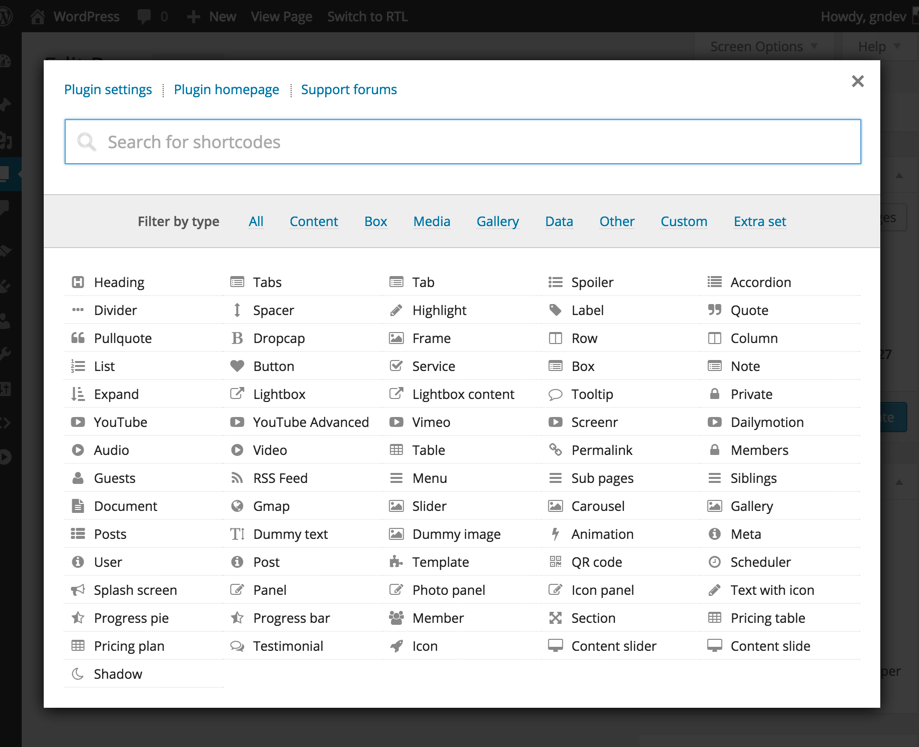 WordPress 0 New View Page Switch to RTL Howdy, gndev
Screen Options Help
Plugin settings | Plugin homepage | Support forums
Search for shortcodes
Filter by type All Content Box Media Gallery Data Other Custom Extra set
Heading Tabs Tab Spoiler Accordion
Divider Spacer Highlight Label Quote
Pullquote Dropcap Frame Row Column
List Button Service Box Note
Expand Lightbox Lightbox content Tooltip Private
YouTube YouTube Advanced Vimeo Screenr Dailymotion
Audio Video Table Permalink Members
Guests RSS Feed Menu Sub pages Siblings
Document Gmap Slider Carousel Gallery
Posts Dummy text Dummy image Animation Meta
User Post Template QR code Scheduler
Splash screen Panel Photo panel Icon panel Text with icon
Progress pie Progress bar Member Section Pricing table
Pricing plan Testimonial Icon Content slider Content slide
Shadow